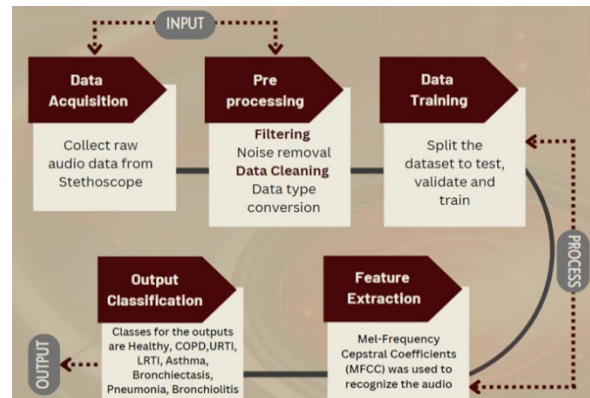 INPUT
Data
Acquisition
Collect raw
audio data from
Stethoscope
Pre
processing
Filtering
Noise removal
Data Cleaning
Data type
conversion
Data
Training
Split the
dataset to test,
validate and
train
PROCESS
Output
Classification
Classes for the outputs
are Healthy, COPD,URTI,
LRTI, Asthma,
Bronchiectasis,
Pneumonia, Bronchiolitis
Feature
Extraction
Mel-Frequency
Cepstral Coefficients
(MFCC) was used to
recognize the audio
OUTPUT